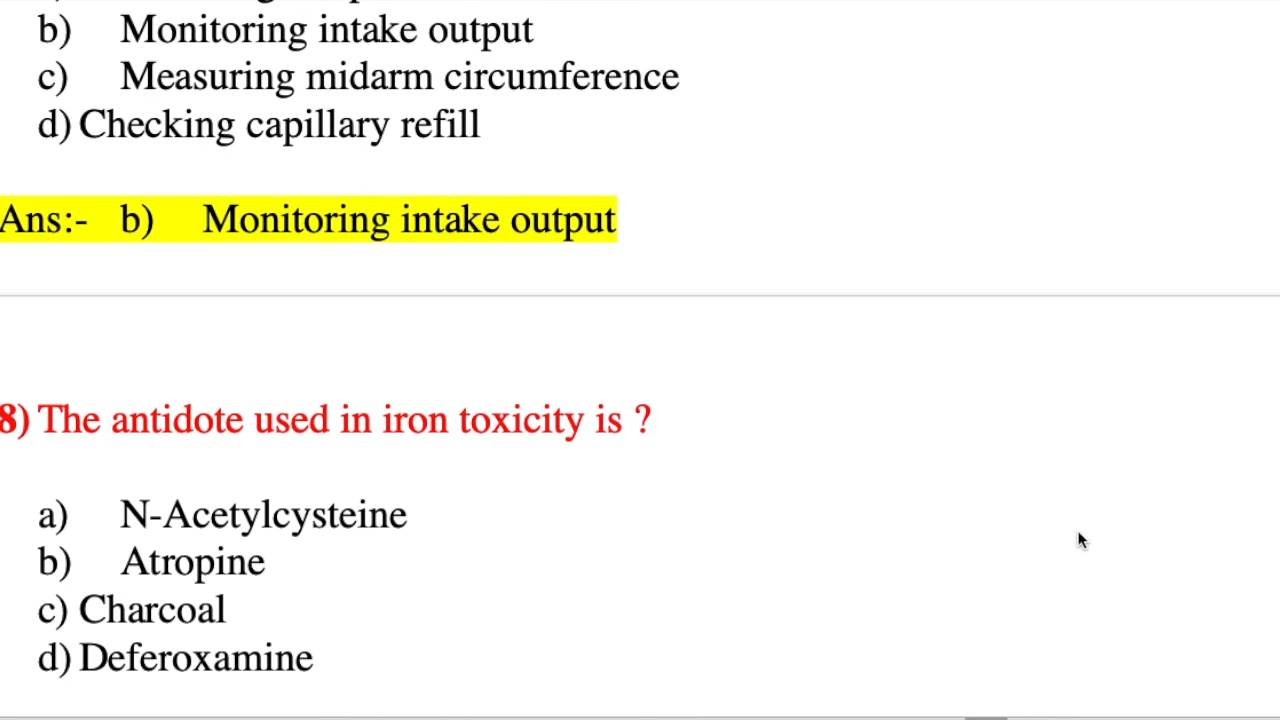 b) Monitoring intake output
c) Measuring midarm circumference
d) Checking capillary refill
Ans:- b) Monitoring intake output
8) The antidote used in iron toxicity is ?
a) N-Acetylcysteine
b) Atropine
c) Charcoal
d) Deferoxamine